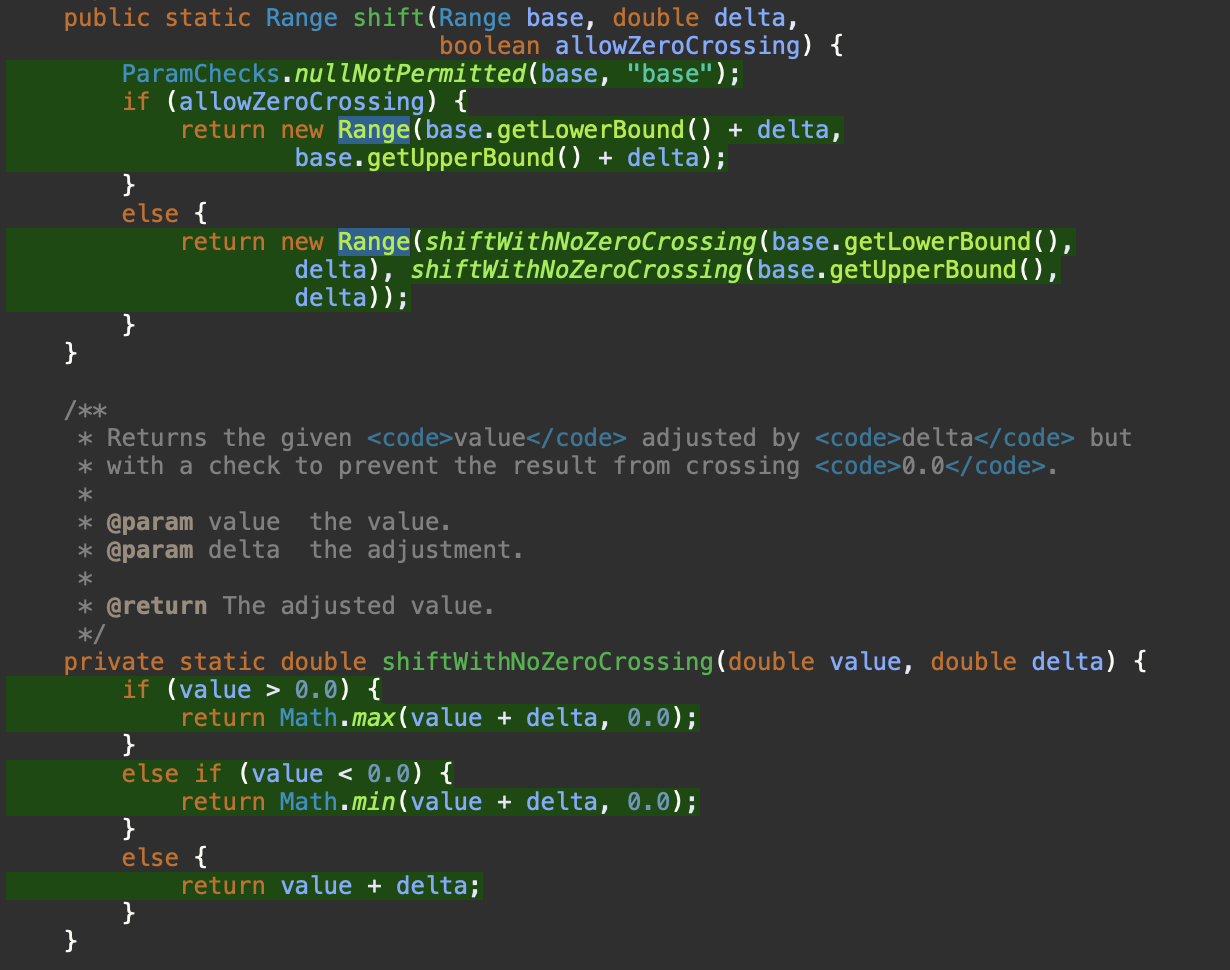 public static Range shift(Range base, double delta,
boolean allowZeroCrossing) {
ParamChecks.nullNotPermitted(base, "base");
if (allowZeroCrossing) {
return new Range(base.getLowerBound() + delta,
base.getUpperBound() + delta);
}
else {
return new Range(shiftWithNoZeroCrossing(base.getLowerBound(),
delta), shiftWithNoZeroCrossing(base.getUpperBound(),
delta));
}
}
/**
* Returns the given <code>value</code> adjusted by <code>delta</code> but
* with a check to prevent the result from crossing <code>0.0</code>.
*
* @param value  the value.
* @param delta  the adjustment.
*
* @return The adjusted value.
*/
private static double shiftWithNoZeroCrossing(double value, double delta) {
if (value > 0.0) {
return Math.max(value + delta, 0.0);
}
else if (value < 0.0) {
return Math.min(value + delta, 0.0);
}
else {
return value + delta;
}
}